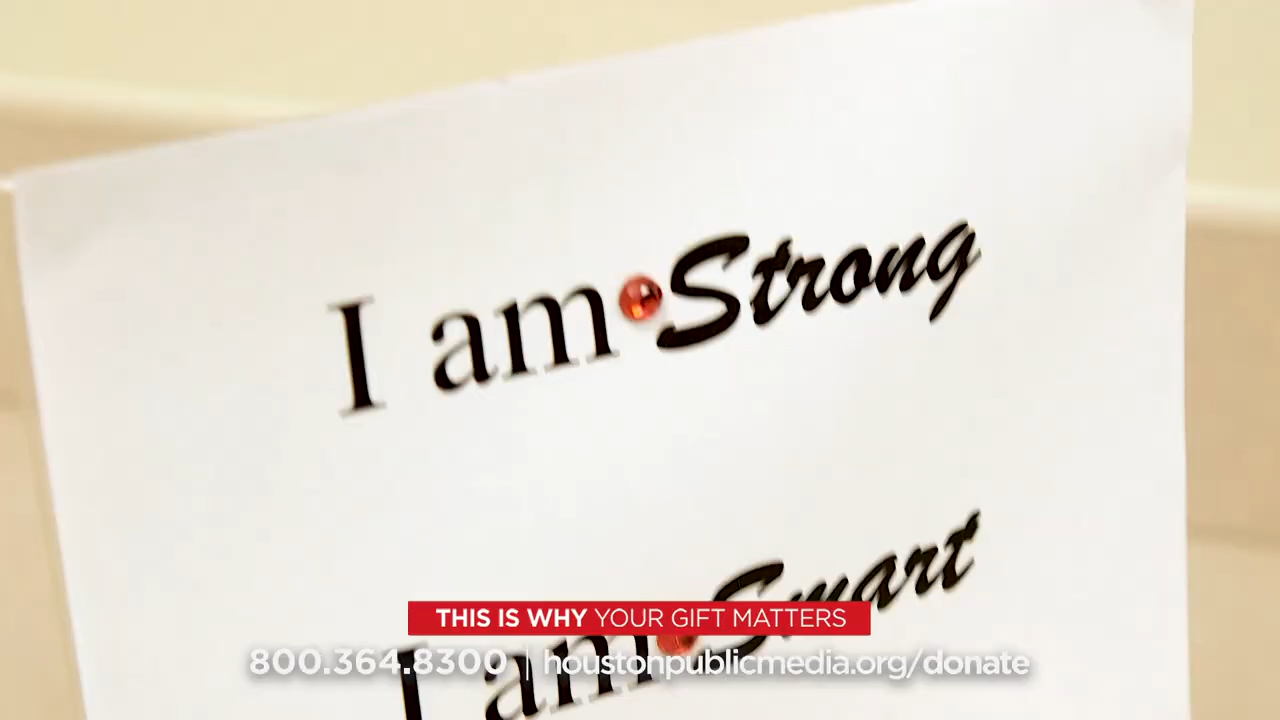 I am Strong
I am Smart
THIS IS WHY YOUR GIFT MATTERS
800.364.8300 | houstonpublicmedia.org/donate